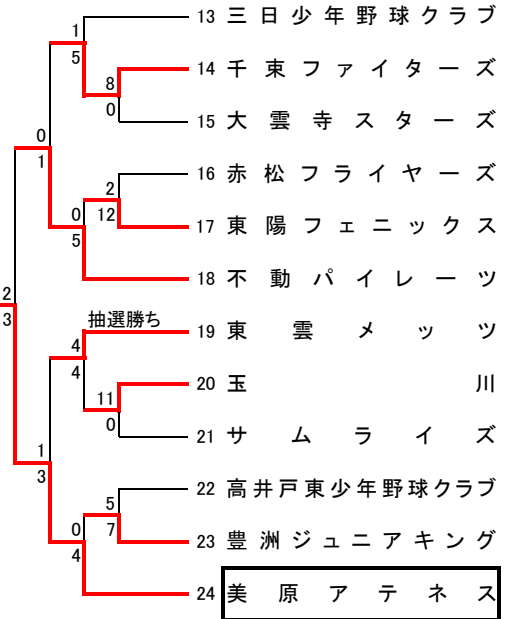 13 三日少年野球クラブ
1
5
14 千束ファイターズ
8
0
15 大雲寺スターズ
0
1
16 赤松フライヤーズ
2
12
17 東陽フェニックス
0
5
18 不動パイレーツ
2
3
抽選勝ち
19 東雲メッツ
4
4
20 玉川
11
0
21 サムライズ
1
3
22 高井戸東少年野球クラブ
5
7
23 豊洲ジュニアキング
0
4
24 美原アテネス